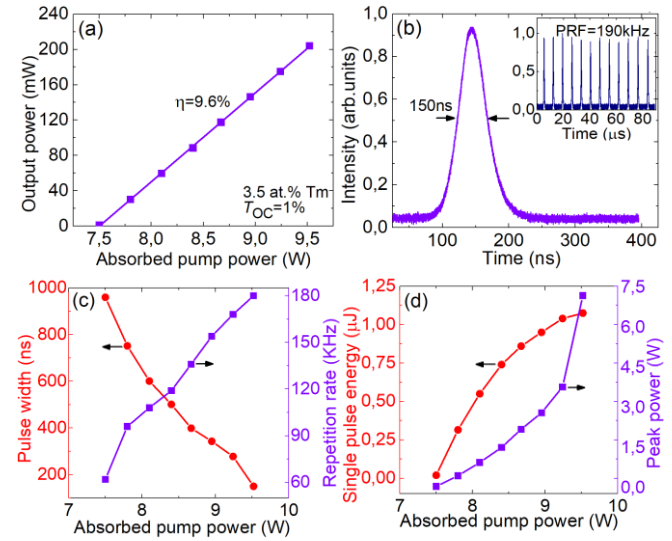 (a)
Output power (mW)
240
200
160
120
80
40
0
η=9.6%
3.5 at.% Tm
T_OC=1%
7,5 8,0 8,5 9,0 9,5
Absorbed pump power (W)
(b)
Intensity (arb.units)
1,0
0,8
0,6
0,4
0,2
0,0
150ns
100 200 300 400
Time (ns)
PRF=190kHz
1,0
0,5
0,0
0 20 40 60 80
Time (μs)
(c)
Pulse width (ns)
1000
800
600
400
200
180
150
120
90
60
Repetition rate (KHz)
7 8 9 10
Absorbed pump power (W)
(d)
Single pulse energy (μJ)
1,25
1,00
0,75
0,50
0,25
0,00
7,5
6,0
4,5
3,0
1,5
0,0
Peak power (W)
7 8 9 10
Absorbed pump power (W)